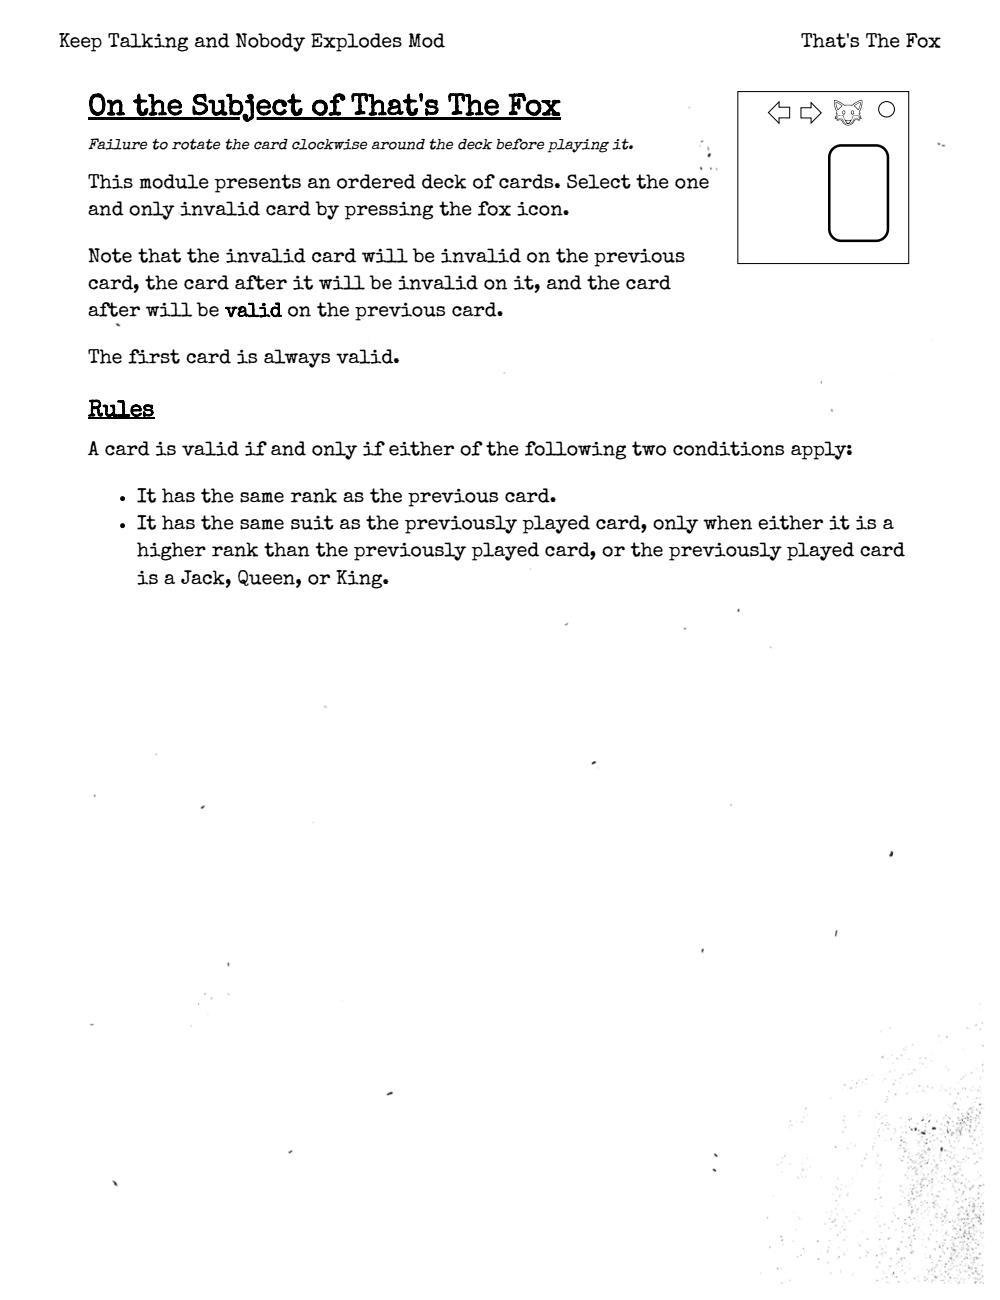 Keep Talking and Nobody Explodes Mod
That's The Fox
On the Subject of That's The Fox
Failure to rotate the card clockwise around the deck before playing it.
This module presents an ordered deck of cards. Select the one
and only invalid card by pressing the fox icon.
Note that the invalid card will be invalid on the previous
card, the card after it will be invalid on it, and the card
after will be valid on the previous card.
The first card is always valid.
Rules
A card is valid if and only if either of the following two conditions apply:
• It has the same rank as the previous card.
• It has the same suit as the previously played card, only when either it is a
higher rank than the previously played card, or the previously played card
is a Jack, Queen, or King.